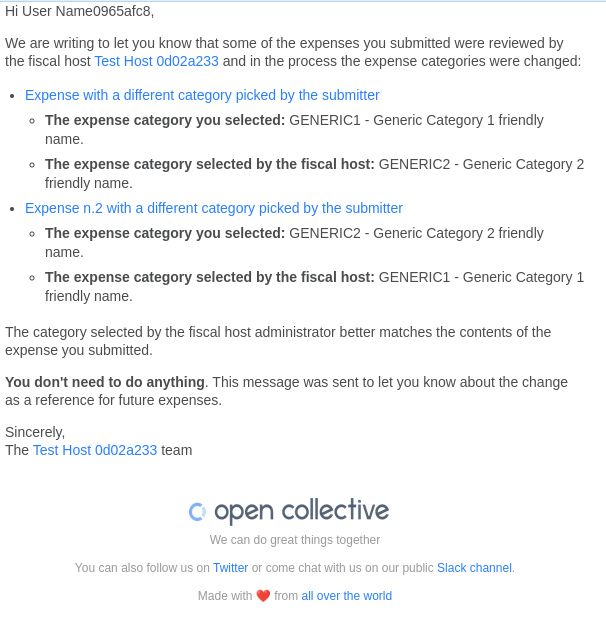 Hi User Name0965afc8,
We are writing to let you know that some of the expenses you submitted were reviewed by
the fiscal host Test Host 0d02a233 and in the process the expense categories were changed:
• Expense with a different category picked by the submitter
◦ The expense category you selected: GENERIC1 - Generic Category 1 friendly
name.
◦ The expense category selected by the fiscal host: GENERIC2 - Generic Category 2
friendly name.
• Expense n.2 with a different category picked by the submitter
◦ The expense category you selected: GENERIC2 - Generic Category 2 friendly
name.
◦ The expense category selected by the fiscal host: GENERIC1 - Generic Category 1
friendly name.
The category selected by the fiscal host administrator better matches the contents of the
expense you submitted.
You don't need to do anything. This message was sent to let you know about the change
as a reference for future expenses.
Sincerely,
The Test Host 0d02a233 team
open collective
We can do great things together
You can also follow us on Twitter or come chat with us on our public Slack channel.
Made with ❤️ from all over the world